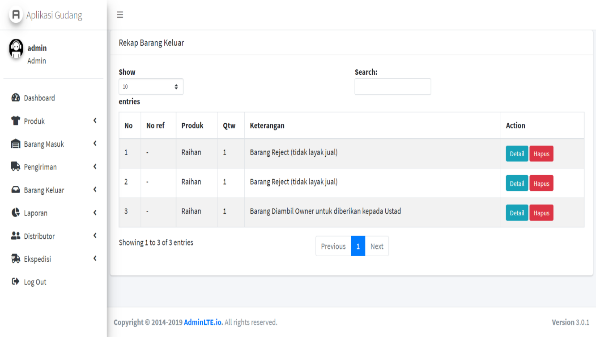 Aplikasi Gudang
admin
Admin
Dashboard
Produk
Barang Masuk
Pengiriman
Barang Keluar
Laporan
Distributor
Ekspedisi
Log Out
Rekap Barang Keluar
Show
10
entries
Search:
No No ref Produk Qtw Keterangan Action
1 - Raihan 1 Barang Reject (tidak layak jual) Detail Hapus
2 - Raihan 1 Barang Reject (tidak layak jual) Detail Hapus
3 - Raihan 1 Barang Diambil Owner untuk diberikan kepada Ustad Detail Hapus
Showing 1 to 3 of 3 entries
Previous 1 Next
Copyright © 2014-2019 AdminLTE.io. All rights reserved.
Version 3.0.1